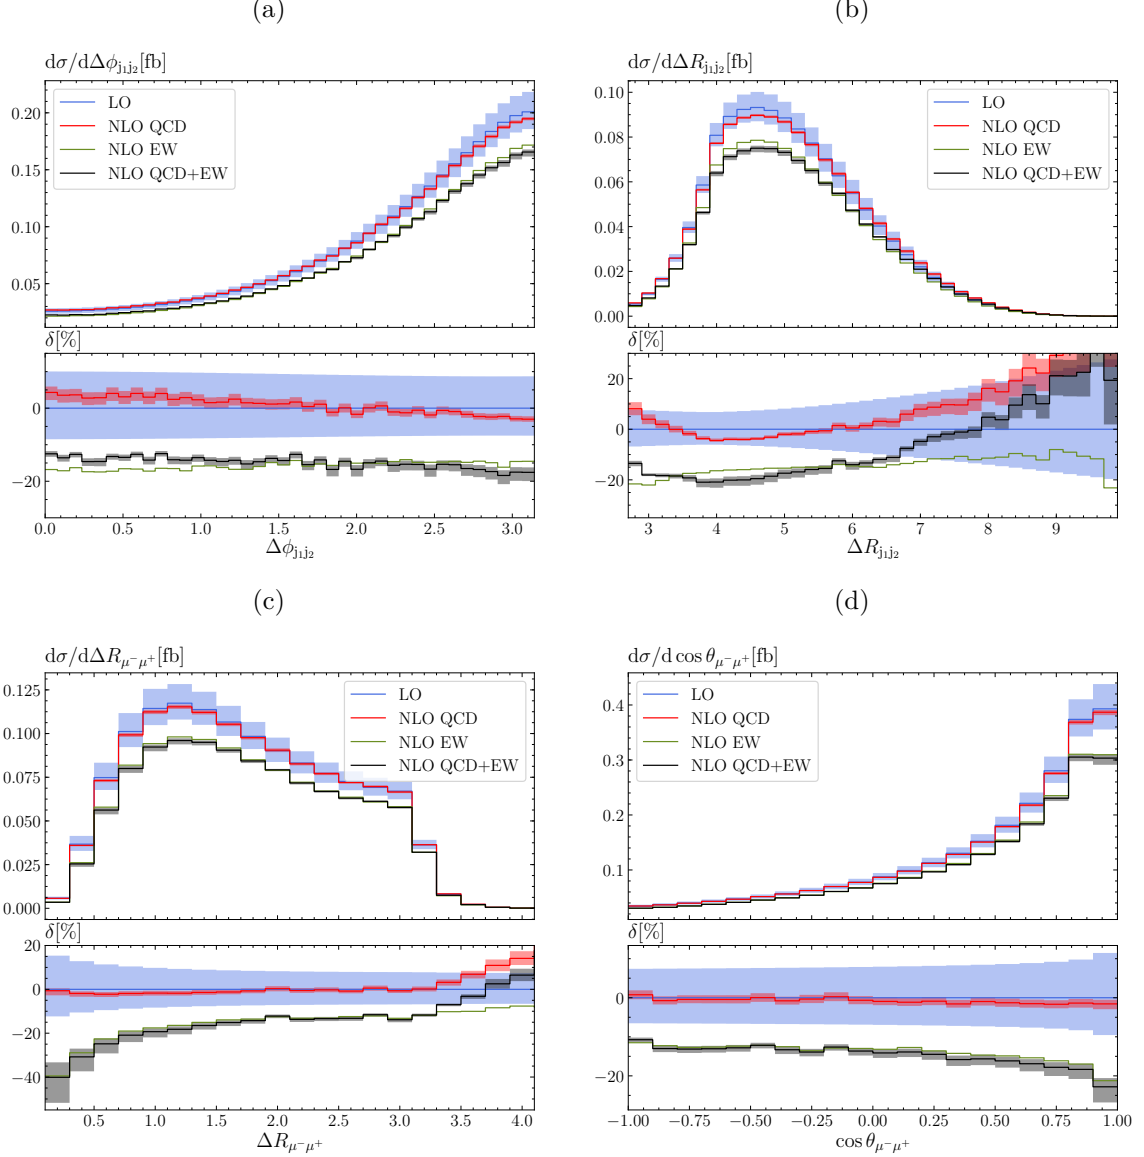 (a)
dσ/dΔϕj₁j₂[fb]
LO
NLO QCD
NLO EW
NLO QCD+EW
0.20
0.15
0.10
0.05
δ[%]
0
−20
0.0 0.5 1.0 1.5 2.0 2.5 3.0
Δϕj₁j₂
(b)
dσ/dΔRj₁j₂[fb]
LO
NLO QCD
NLO EW
NLO QCD+EW
0.10
0.08
0.06
0.04
0.02
0.00
δ[%]
20
0
−20
3 4 5 6 7 8 9
ΔRj₁j₂
(c)
dσ/dΔRμ⁻μ⁺[fb]
LO
NLO QCD
NLO EW
NLO QCD+EW
0.125
0.100
0.075
0.050
0.025
0.000
δ[%]
20
0
−20
−40
0.5 1.0 1.5 2.0 2.5 3.0 3.5 4.0
ΔRμ⁻μ⁺
(d)
dσ/d cos θμ⁻μ⁺[fb]
LO
NLO QCD
NLO EW
NLO QCD+EW
0.4
0.3
0.2
0.1
δ[%]
0
−20
−1.00 −0.75 −0.50 −0.25 0.00 0.25 0.50 0.75 1.00
cos θμ⁻μ⁺